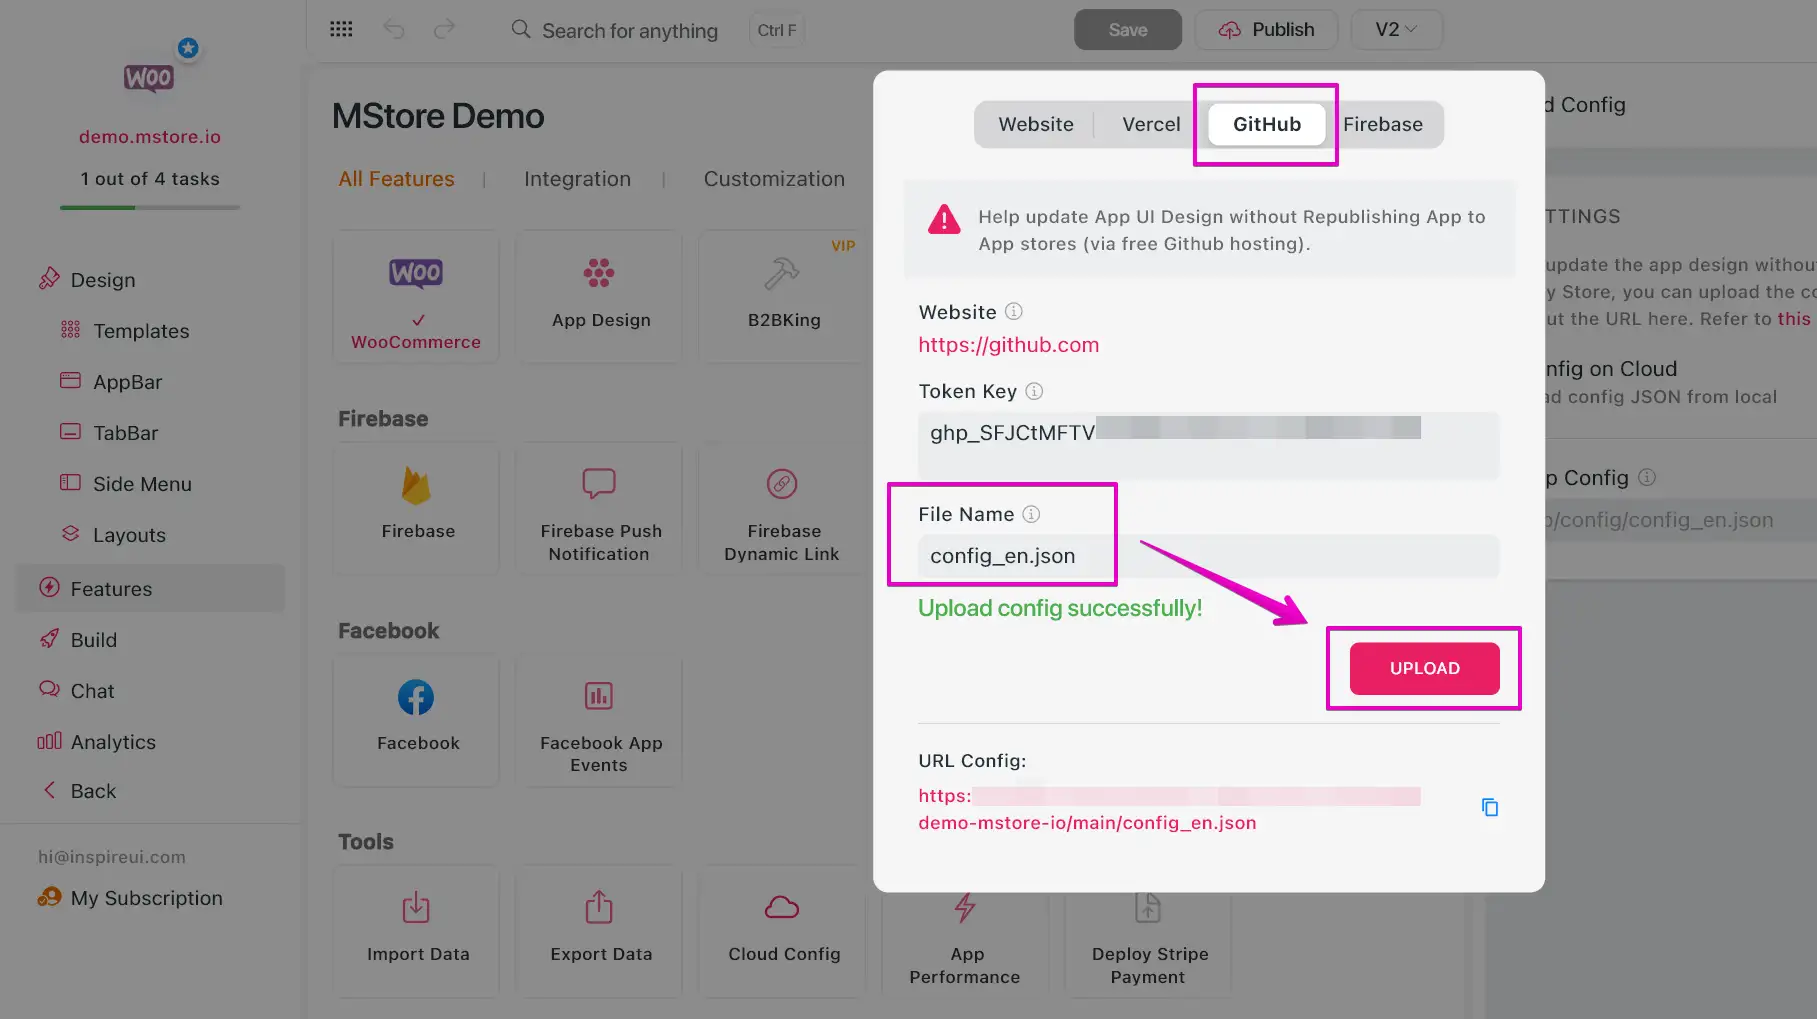 WOO
demo.mstore.io
1 out of 4 tasks
Design
Templates
AppBar
TabBar
Side Menu
Layouts
Features
Build
Chat
Analytics
Back
hi@inspireui.com
My Subscription
Search for anything
Ctrl F
Save
Publish
V2
MStore Demo
All Features | Integration | Customization
WOO
WooCommerce
App Design
VIP
B2BKing
Firebase
Firebase
Firebase Push
Notification
Firebase
Dynamic Link
Facebook
Facebook
Facebook App
Events
Tools
Import Data
Export Data
Cloud Config
App
Performance
Deploy Stripe
Payment
Website
Vercel
GitHub
Firebase
Help update App UI Design without Republishing App to
App stores (via free Github hosting).
Website
https://github.com
Token Key
ghp_SFJCtMFTV
File Name
config_en.json
Upload config successfully!
UPLOAD
URL Config:
https:
demo-mstore-io/main/config_en.json
d Config
TTINGS
update the app design withou
y Store, you can upload the co
ut the URL here. Refer to this
nfig on Cloud
ad config JSON from local
p Config
/config/config_en.json